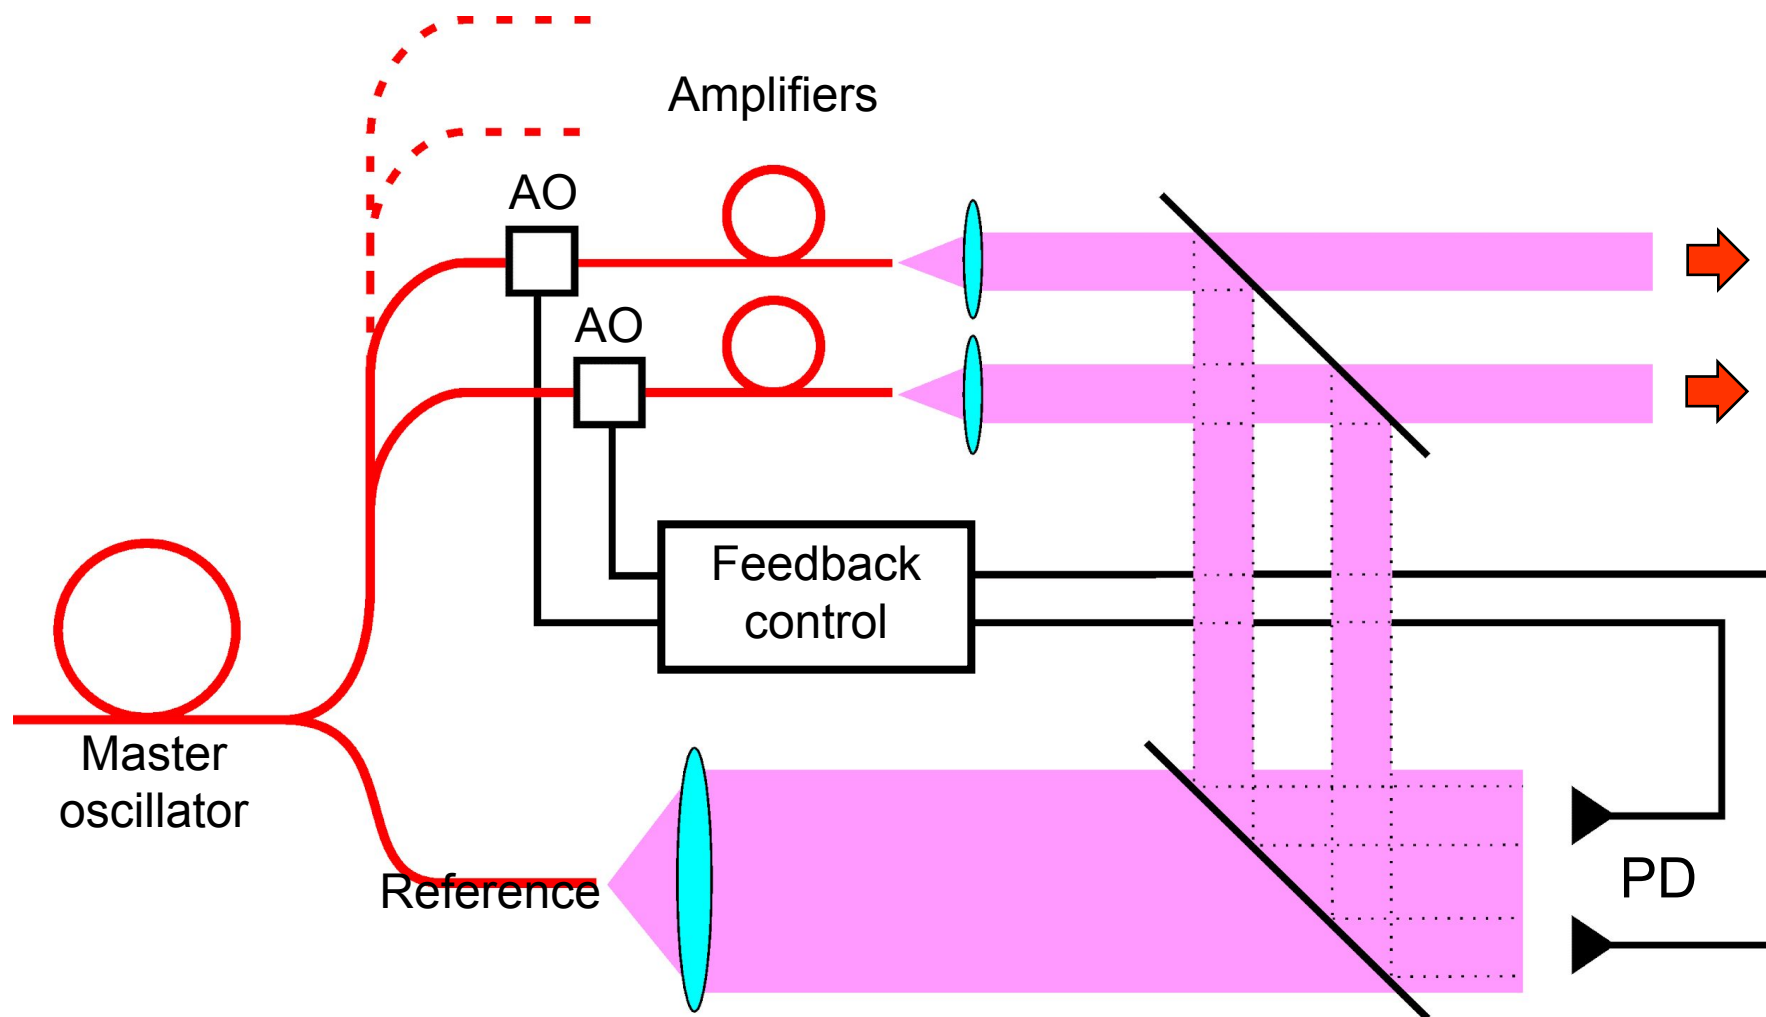 Amplifiers
AO
AO
Feedback
control
Master
oscillator
Reference
PD